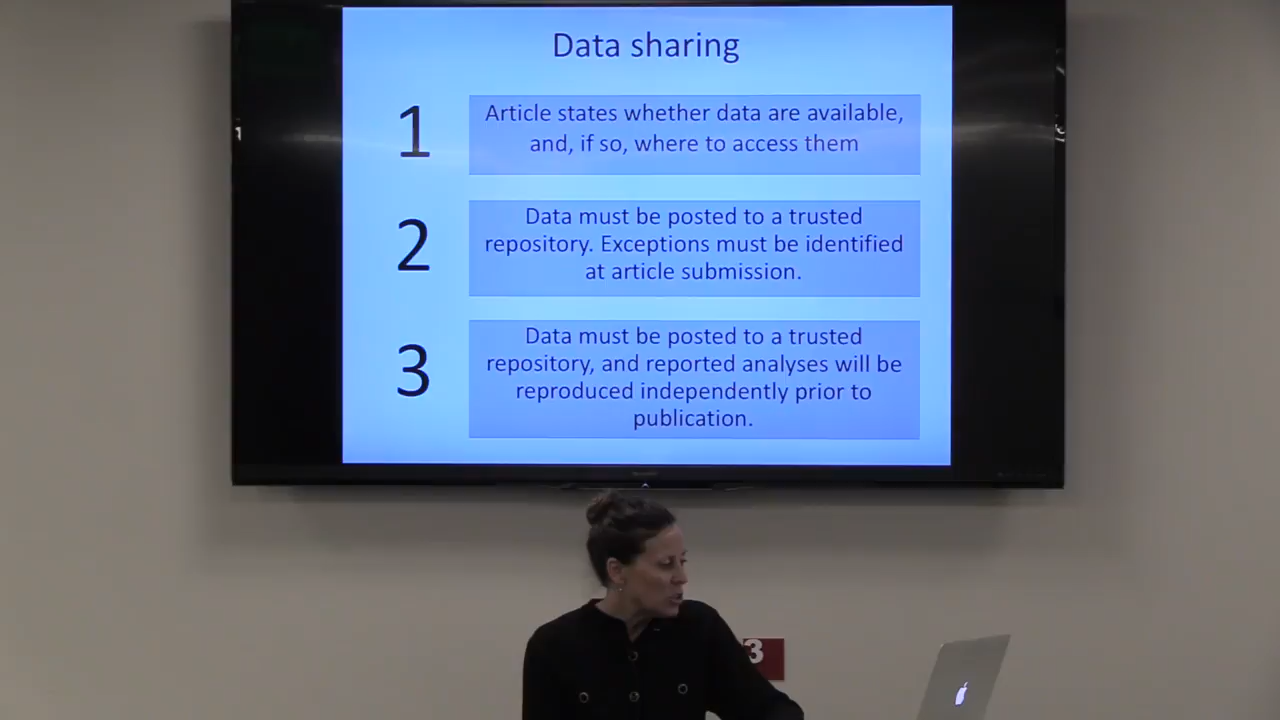 Data sharing
1
Article states whether data are available,
and, if so, where to access them
2
Data must be posted to a trusted
repository. Exceptions must be identified
at article submission.
3
Data must be posted to a trusted
repository, and reported analyses will be
reproduced independently prior to
publication.
3